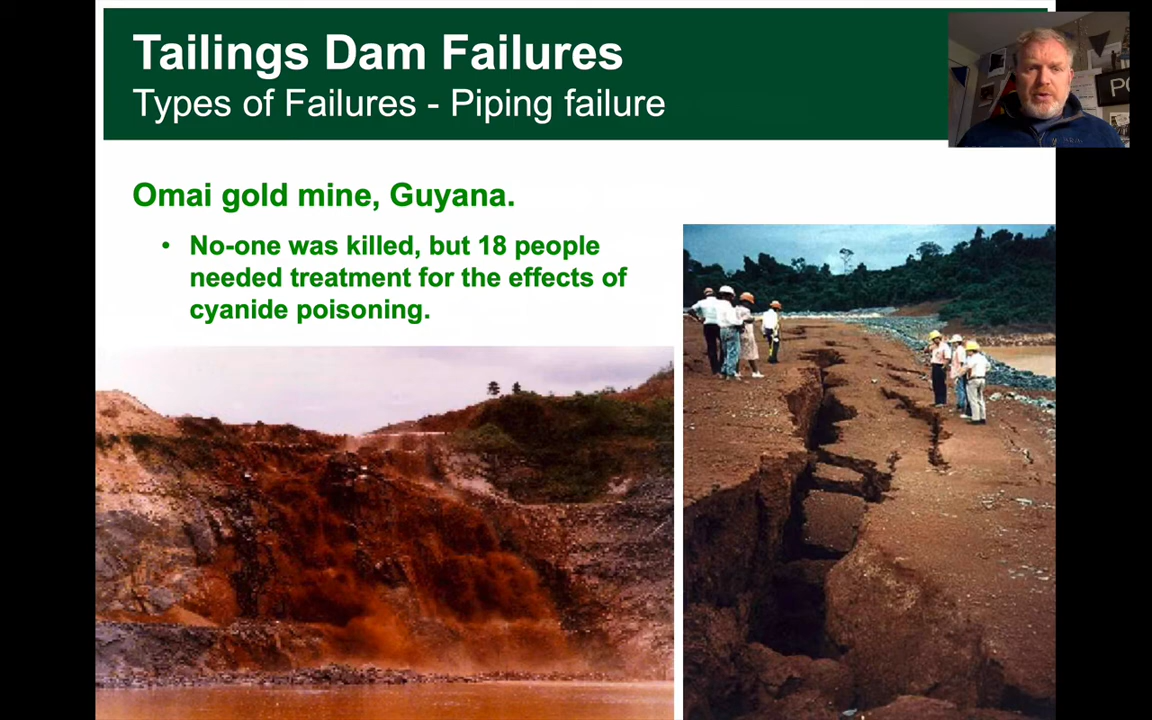 Tailings Dam Failures
Types of Failures - Piping failure
Omai gold mine, Guyana.
• No-one was killed, but 18 people
needed treatment for the effects of
cyanide poisoning.